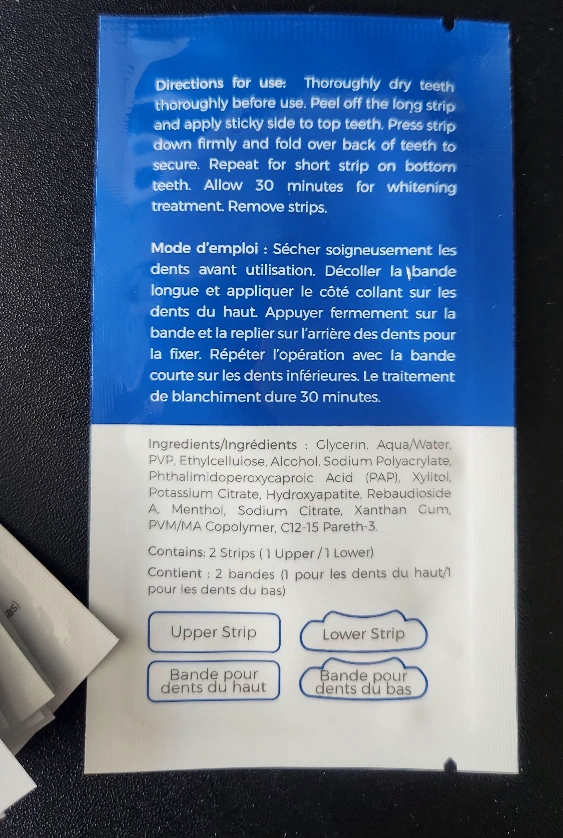 Directions for use: Thoroughly dry teeth
thoroughly before use. Peel off the long strip
and apply sticky side to top teeth. Press strip
down firmly and fold over back of teeth to
secure. Repeat for short strip on bottom
teeth. Allow 30 minutes for whitening
treatment. Remove strips.
Mode d'emploi : Sécher soigneusement les
dents avant utilisation. Décoller la bande
longue et appliquer le côté collant sur les
dents du haut. Appuyer fermement sur la
bande et la replier sur l'arrière des dents pour
la fixer. Répéter l'opération avec la bande
courte sur les dents inférieures. Le traitement
de blanchiment dure 30 minutes.
Ingredients/Ingrédients : Glycerin, Aqua/Water,
PVP, Ethylcellulose, Alcohol, Sodium Polyacrylate,
Phthalimidoperoxycaproic Acid (PAP), Xylitol,
Potassium Citrate, Hydroxyapatite, Rebaudioside
A, Menthol, Sodium Citrate, Xanthan Gum,
PVM/MA Copolymer, C12-15 Pareth-3.
Contains: 2 Strips ( 1 Upper / 1 Lower)
Contient : 2 bandes (1 pour les dents du haut/1
pour les dents du bas)
Upper Strip
Lower Strip
Bande pour
dents du haut
Bande pour
dents du bas